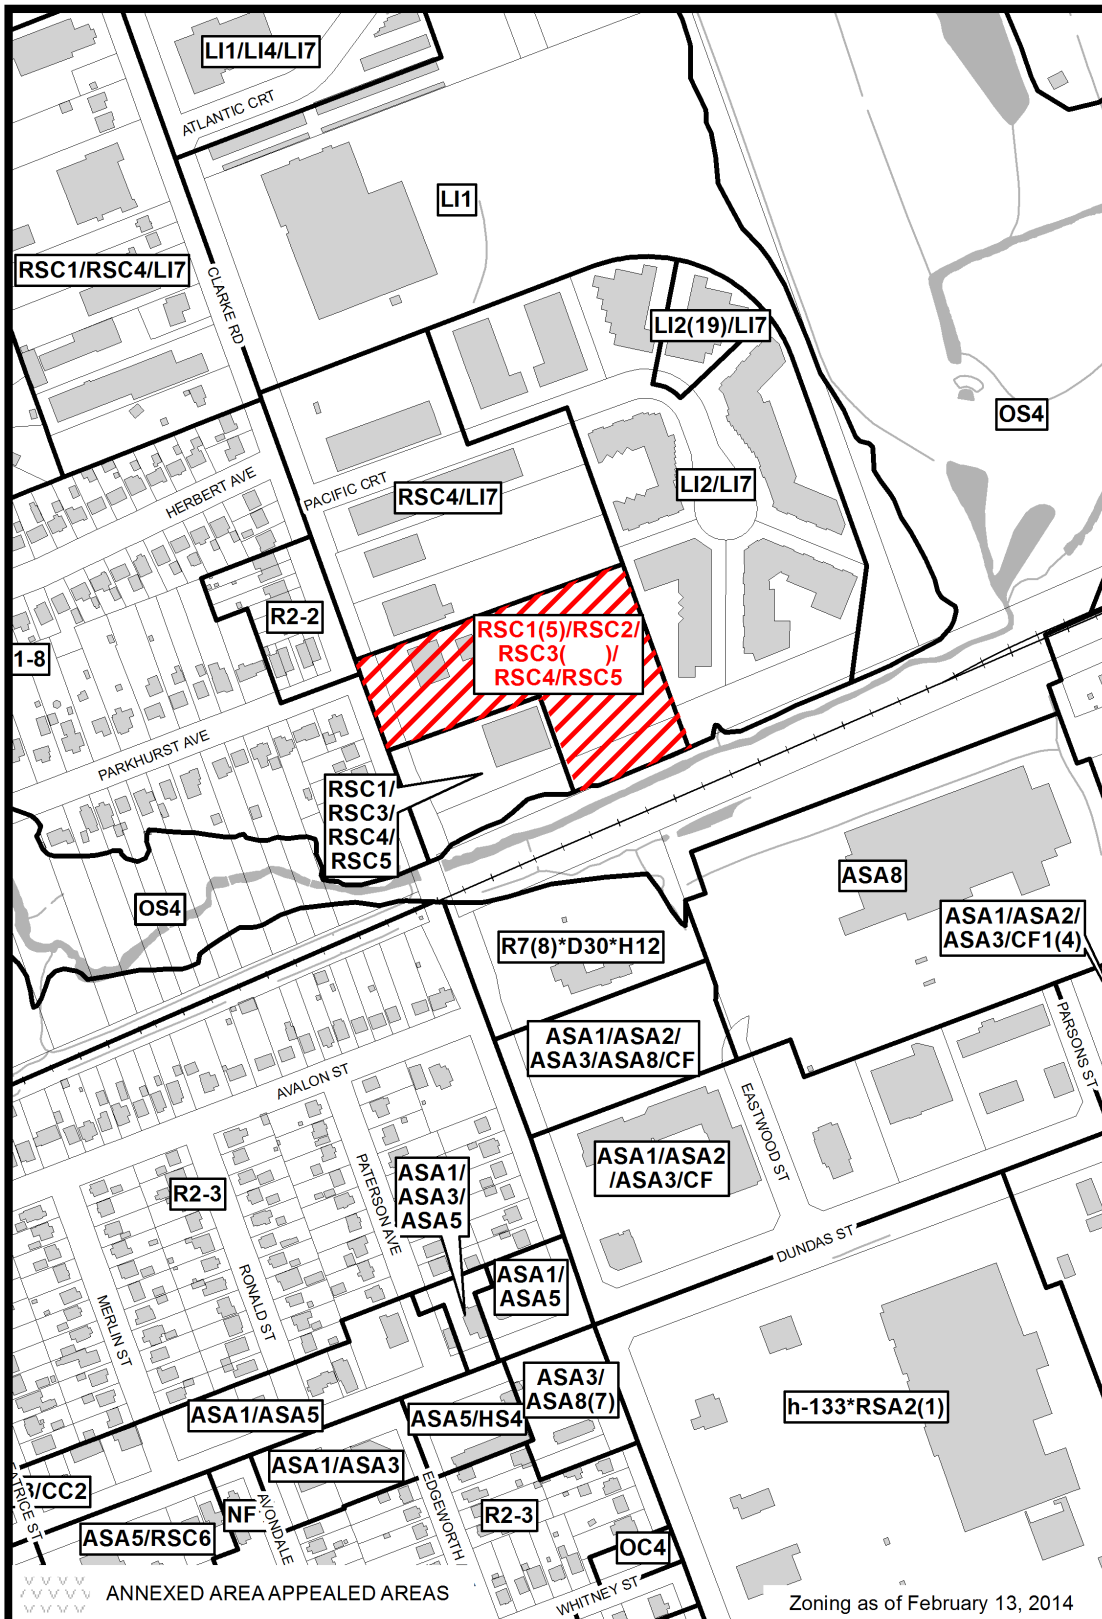 LI1/LI4/LI7
ATLANTIC CRT
LI1
RSC1/RSC4/LI7
CLARKE RD
LI2(19)/LI7
OS4
HERBERT AVE
PACIFIC CRT
RSC4/LI7
LI2/LI7
R2-2
RSC1(5)/RSC2/
RSC3( )/
RSC4/RSC5
1-8
PARKHURST AVE
RSC1/
RSC3/
RSC4/
RSC5
ASA8
OS4
ASA1/ASA2/
ASA3/CF1(4)
R7(8)*D30*H12
PARSONS ST
ASA1/ASA2/
ASA3/ASA8/CF
AVALON ST
EASTWOOD ST
ASA1/ASA2
/ASA3/CF
PATERSON AVE
ASA1/
ASA3/
ASA5
R2-3
DUNDAS ST
RONALD ST
ASA1/
ASA5
MERLIN ST
ASA3/
ASA8(7)
ASA1/ASA5
ASA5/HS4
h-133*RSA2(1)
ASA1/ASA3
3/CC2
ATRICE ST
NF
AVONDALE
EDGEWORTH
R2-3
ASA5/RSC6
OC4
WHITNEY ST
ANNEXED AREA APPEALED AREAS
Zoning as of February 13, 2014